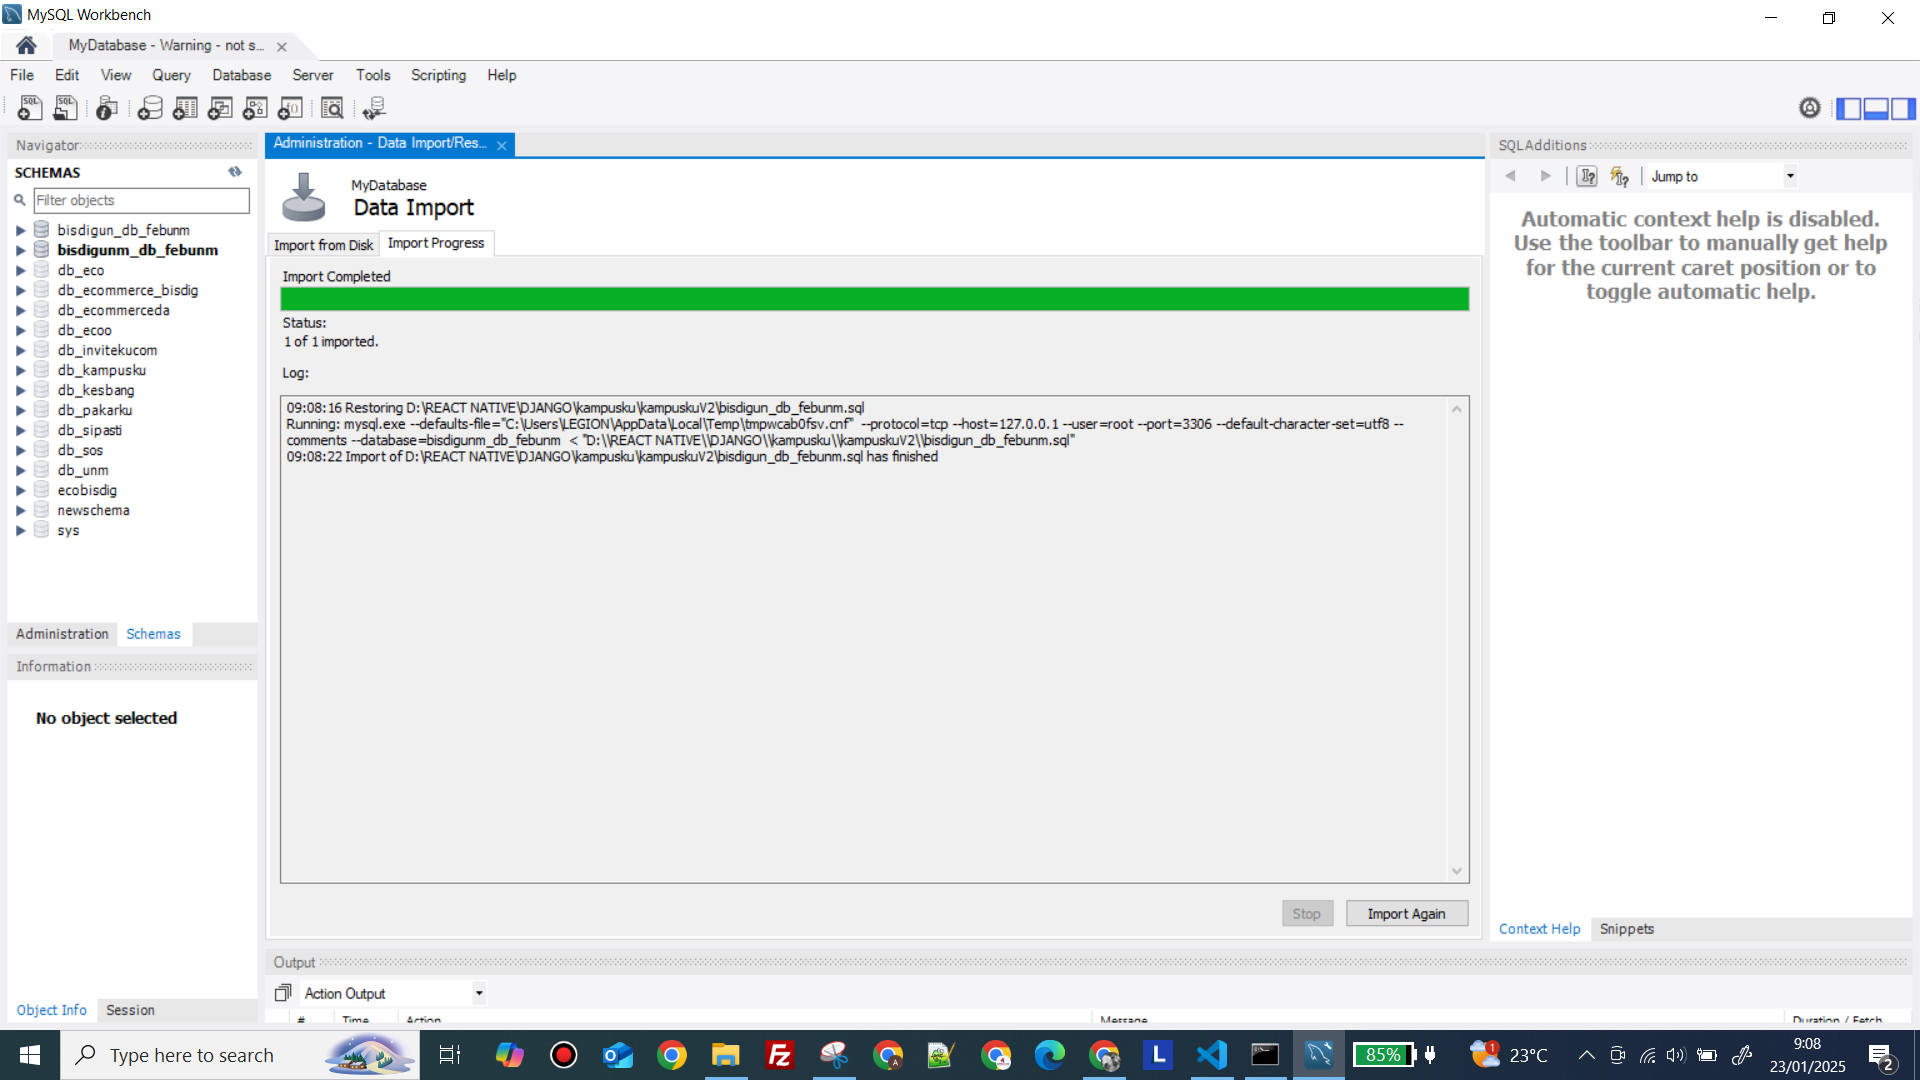 MySQL Workbench
MyDatabase - Warning - not s...
File Edit View Query Database Server Tools Scripting Help
Navigator
SCHEMAS
Filter objects
bisdigun_db_febunm
bisdigunm_db_febunm
db_eco
db_ecommerce_bisdig
db_ecommerceda
db_ecoo
db_invitekucom
db_kampusku
db_kesbang
db_pakarku
db_sipasti
db_sos
db_unm
ecobisdig
newschema
sys
Administration Schemas
Information
No object selected
Object Info Session
Administration - Data Import/Res...
MyDatabase
Data Import
Import from Disk Import Progress
Import Completed
Status:
1 of 1 imported.
Log:
09:08:16 Restoring D:\REACT NATIVE\DJANGO\kampusku\kampuskuV2\bisdigun_db_febunm.sql
Running: mysql.exe --defaults-file="C:\Users\LEGION\AppData\Local\Temp\tmpwcab0fsv.cnf" --protocol=tcp --host=127.0.0.1 --user=root --port=3306 --default-character-set=utf8 --
comments --database=bisdigunm_db_febunm < "D:\\REACT NATIVE\\DJANGO\\kampusku\\kampuskuV2\\bisdigun_db_febunm.sql"
09:08:22 Import of D:\REACT NATIVE\DJANGO\kampusku\kampuskuV2\bisdigun_db_febunm.sql has finished
Stop Import Again
Output
Action Output
# Time Action Message Duration / Fetch
SQLAdditions
Jump to
Automatic context help is disabled.
Use the toolbar to manually get help
for the current caret position or to
toggle automatic help.
Context Help Snippets
Type here to search
85%
1
23°C
9:08
23/01/2025
2